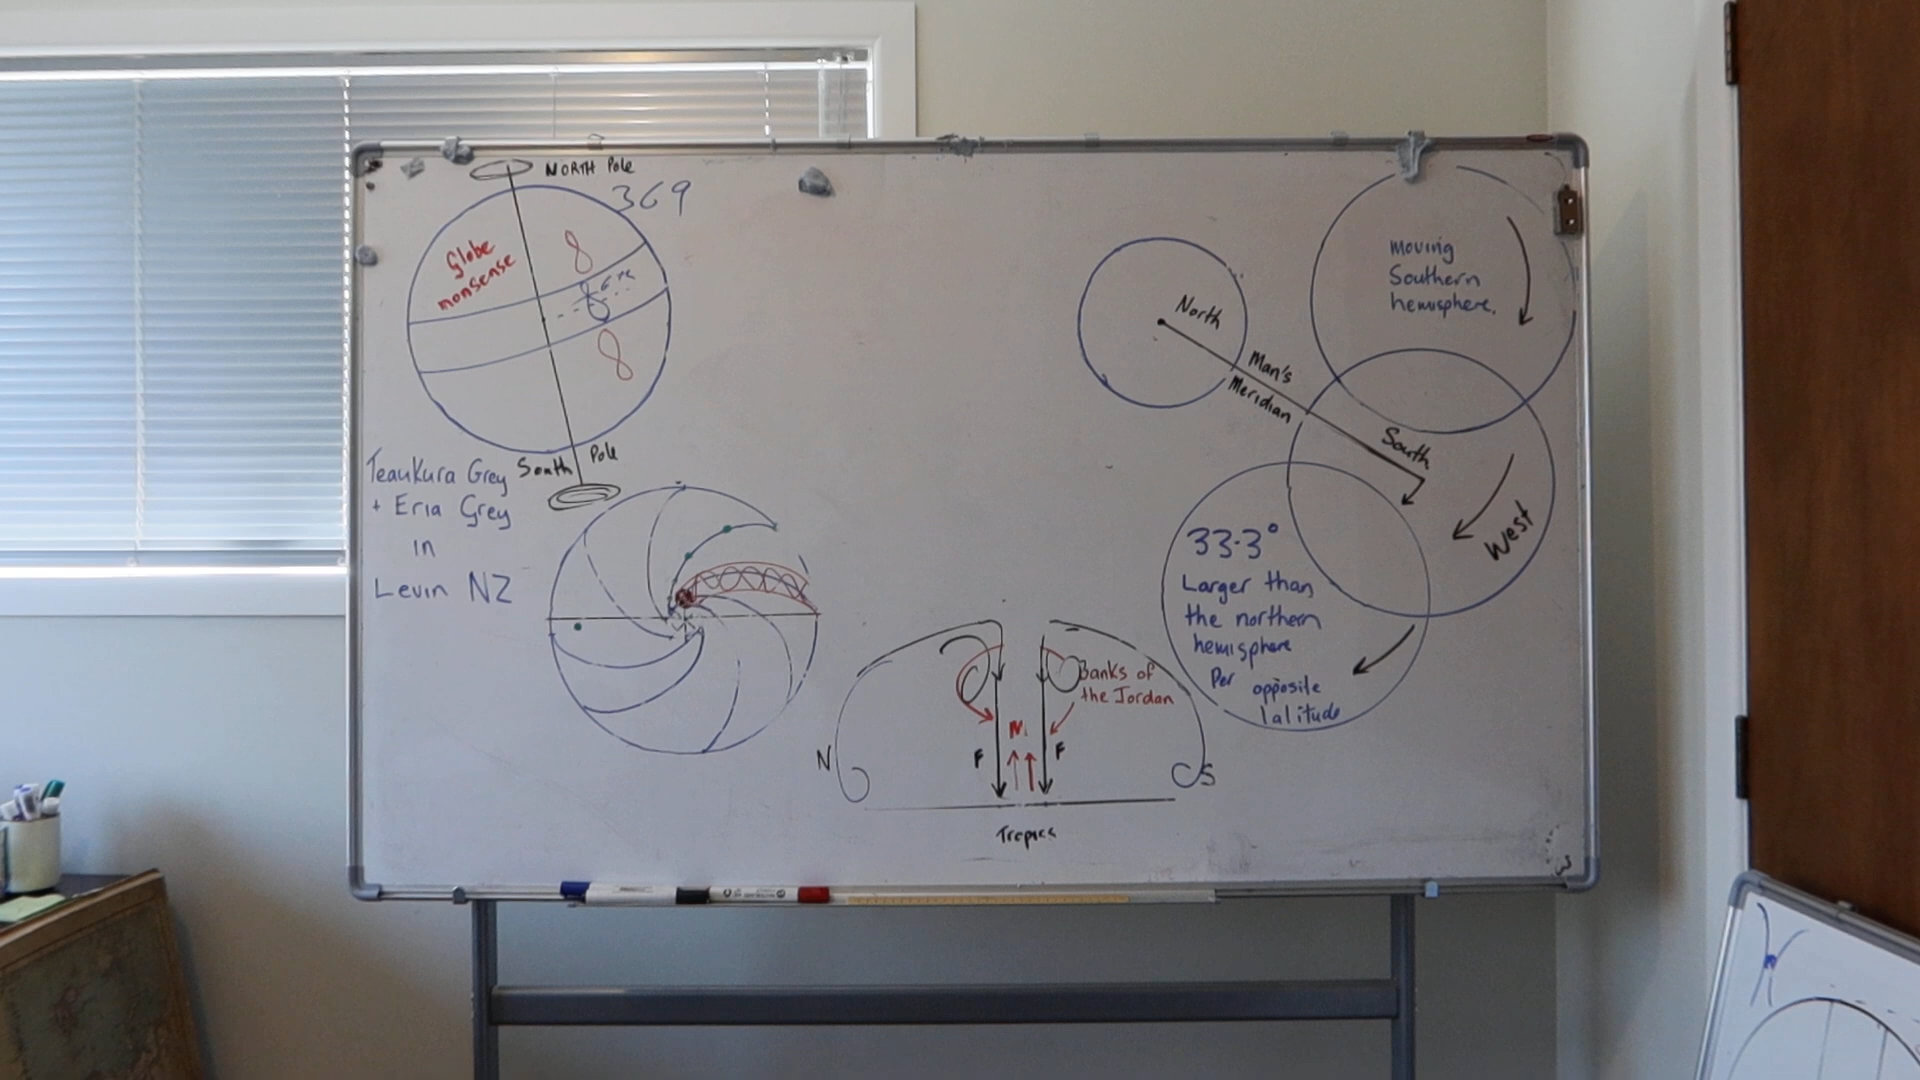 NORTH Pole
369
Globe
nonsense
8
8
8
South Pole
Teaukura Grey
+ Eria Grey
in
Levin NZ
North
Man's
Meridian
South
moving
Southern
hemisphere.
West
33.3°
Larger than
the northern
hemisphere
Per opposite
latitude
Banks of
the Jordan
N
F
F
N
S
Tropics